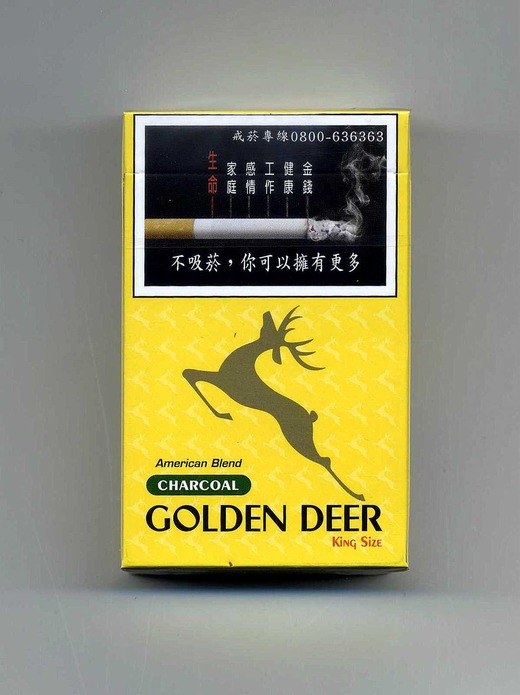 戒菸專線0800-636363
生命 家庭 感情 工作 健康 金錢
不吸菸，你可以擁有更多
American Blend
CHARCOAL
GOLDEN DEER
King Size